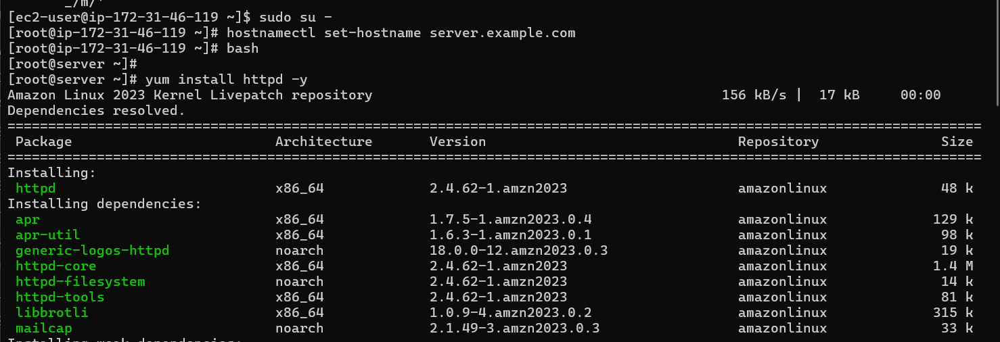 _/m/'
[ec2-user@ip-172-31-46-119 ~]$ sudo su -
[root@ip-172-31-46-119 ~]# hostnamectl set-hostname server.example.com
[root@ip-172-31-46-119 ~]# bash
[root@server ~]#
[root@server ~]# yum install httpd -y
Amazon Linux 2023 Kernel Livepatch repository 156 kB/s | 17 kB 00:00
Dependencies resolved.
================================================================================
Package Architecture Version Repository Size
================================================================================
Installing:
httpd x86_64 2.4.62-1.amzn2023 amazonlinux 48 k
Installing dependencies:
apr x86_64 1.7.5-1.amzn2023.0.4 amazonlinux 129 k
apr-util x86_64 1.6.3-1.amzn2023.0.1 amazonlinux 98 k
generic-logos-httpd noarch 18.0.0-12.amzn2023.0.3 amazonlinux 19 k
httpd-core x86_64 2.4.62-1.amzn2023 amazonlinux 1.4 M
httpd-filesystem noarch 2.4.62-1.amzn2023 amazonlinux 14 k
httpd-tools x86_64 2.4.62-1.amzn2023 amazonlinux 81 k
libbrotli x86_64 1.0.9-4.amzn2023.0.2 amazonlinux 315 k
mailcap noarch 2.1.49-3.amzn2023.0.3 amazonlinux 33 k
Installing weak dependencies: